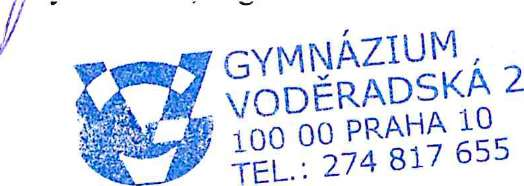 GYMNÁZIUM
VODĚRADSKÁ 2
100 00 PRAHA 10
TEL.: 274 817 655